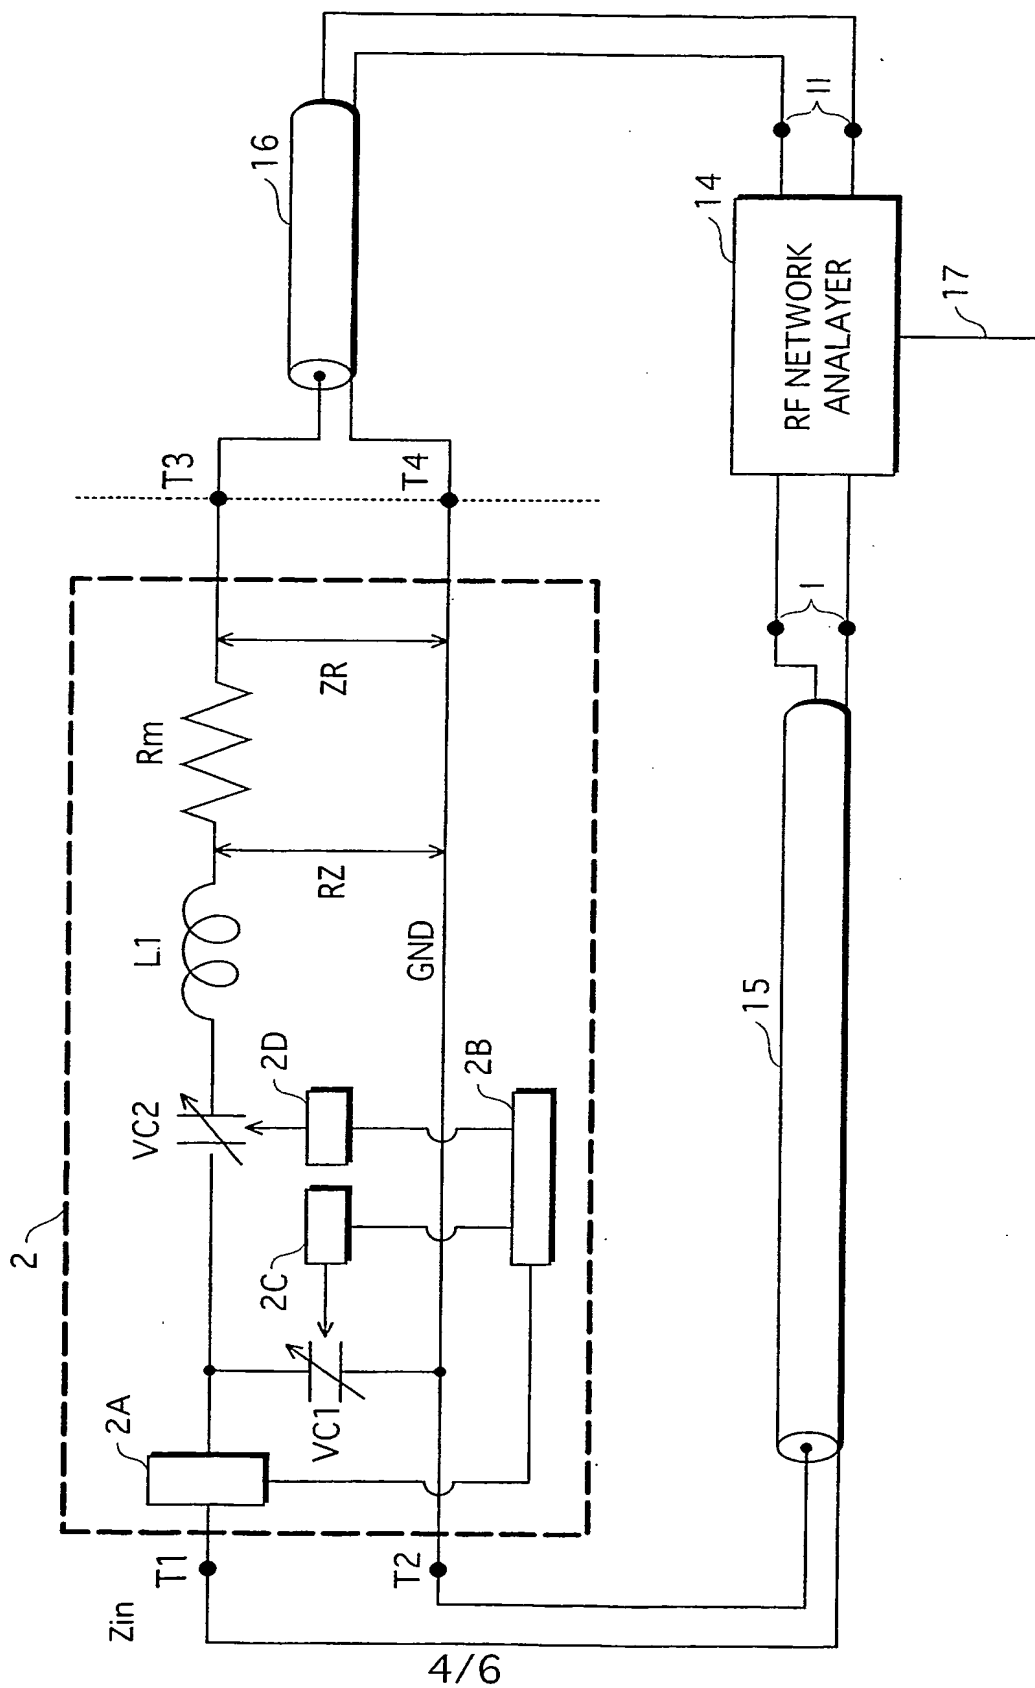 2
Zin
T1
T2
2A
VC1
2C
2D
VC2
2B
L1
GND
RZ
Rm
ZR
T3
T4
16
15
I
RF NETWORK
ANALAYER
14
17
II
4/6